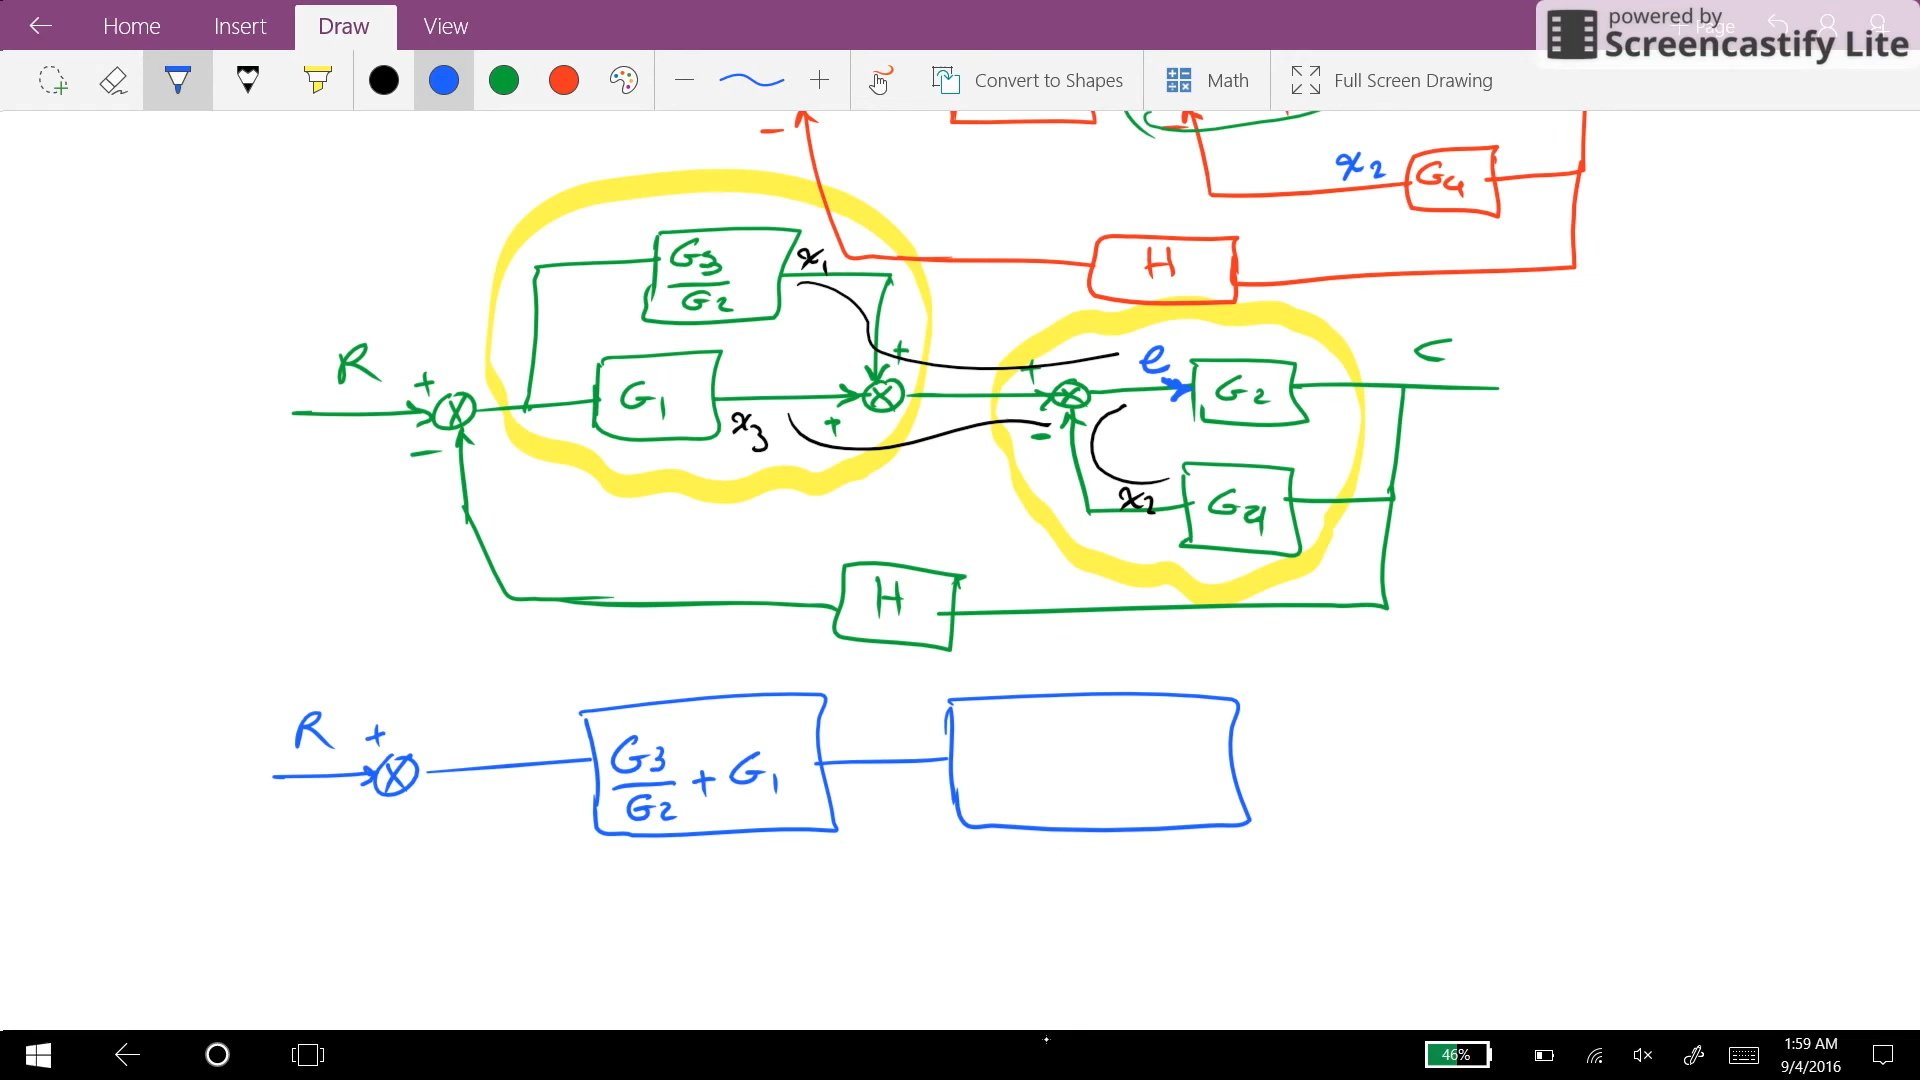 Home Insert Draw View
powered by
Screencastify Lite
Page
Convert to Shapes Math Full Screen Drawing
-
-
x2 G4
H
G3
G2
x1
R + -
G1
x3
+
+
+
-
e
G2
C
x2
G4
H
R +
G3
G2
+ G1
46%
1:59 AM
9/4/2016